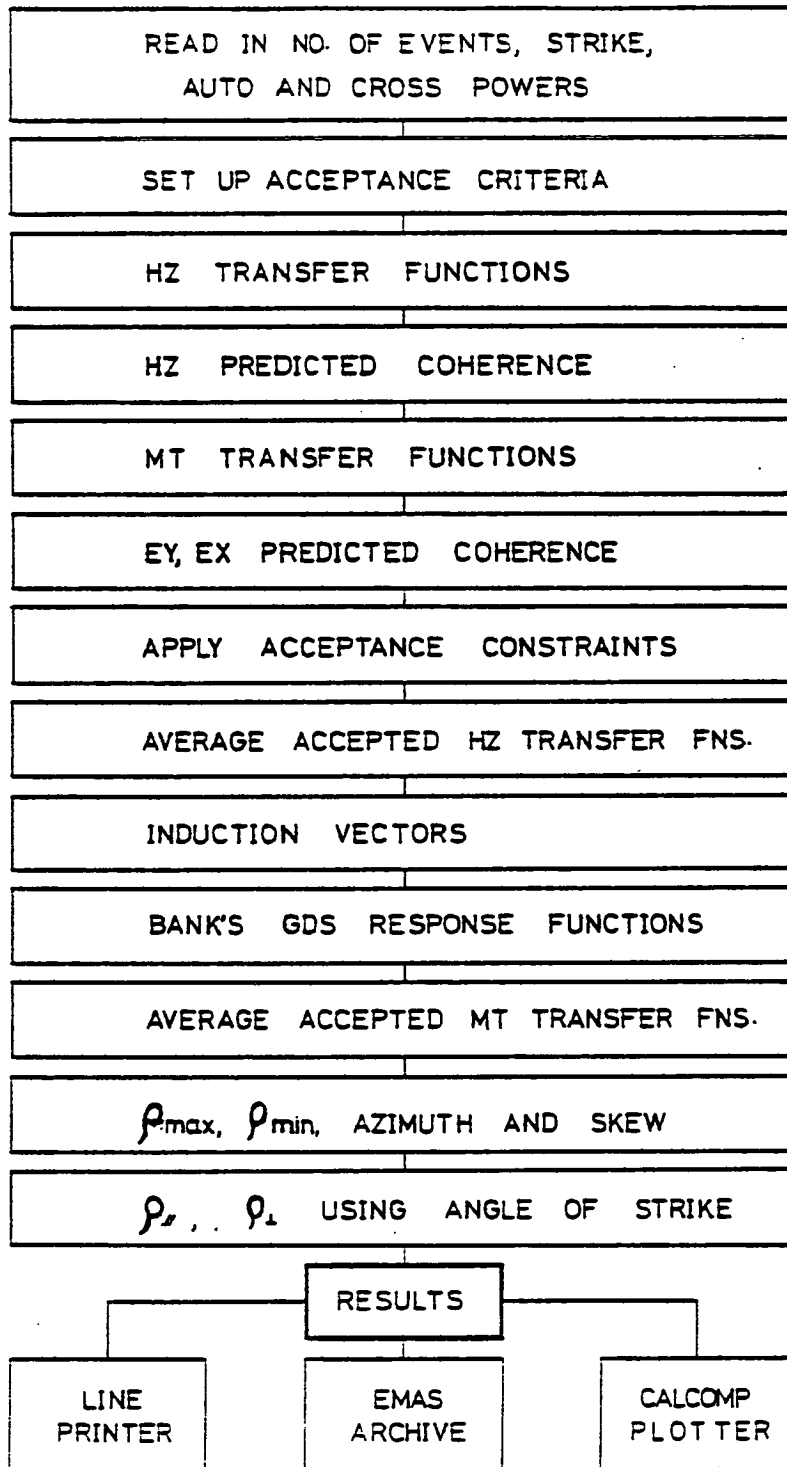 READ IN NO. OF EVENTS, STRIKE,
AUTO AND CROSS POWERS
SET UP ACCEPTANCE CRITERIA
HZ TRANSFER FUNCTIONS
HZ PREDICTED COHERENCE
MT TRANSFER FUNCTIONS
EY, EX PREDICTED COHERENCE
APPLY ACCEPTANCE CONSTRAINTS
AVERAGE ACCEPTED HZ TRANSFER FNS.
INDUCTION VECTORS
BANK'S GDS RESPONSE FUNCTIONS
AVERAGE ACCEPTED MT TRANSFER FNS.
ρmax, ρmin, AZIMUTH AND SKEW
ρ∥, ρ⊥ USING ANGLE OF STRIKE
RESULTS
LINE
PRINTER
EMAS
ARCHIVE
CALCOMP
PLOTTER